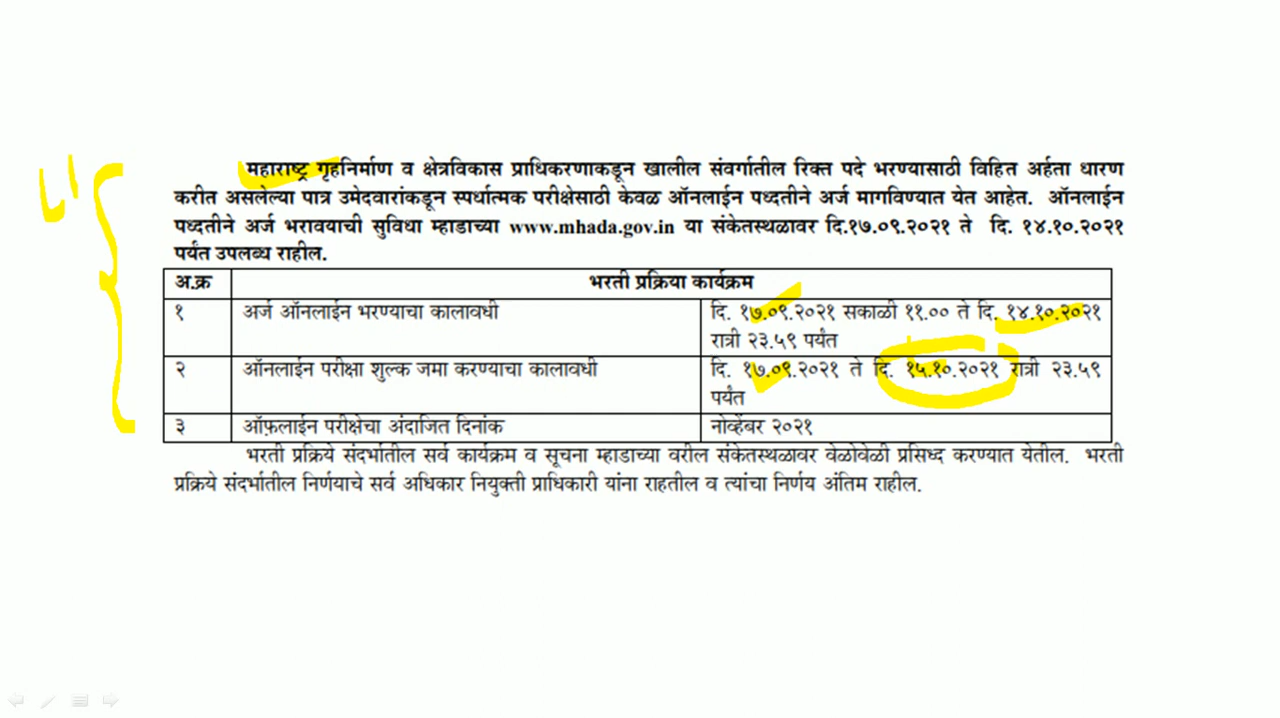 महाराष्ट्र गृहनिर्माण व क्षेत्रविकास प्राधिकरणाकडून खालील संवर्गातील रिक्त पदे भरण्यासाठी विहित अर्हता धारण
करीत असलेल्या पात्र उमेदवारांकडून स्पर्धात्मक परीक्षेसाठी केवळ ऑनलाईन पध्दतीने अर्ज मागविण्यात येत आहेत. ऑनलाईन
पध्दतीने अर्ज भरावयाची सुविधा म्हाडाच्या www.mhada.gov.in या संकेतस्थळावर दि.१७.०९.२०२१ ते दि. १४.१०.२०२१
पर्यंत उपलब्ध राहील.
अ.क्र भरती प्रक्रिया कार्यक्रम
१ अर्ज ऑनलाईन भरण्याचा कालावधी दि. १७.०९.२०२१ सकाळी ११.०० ते दि. १४.१०.२०२१
रात्री २३.५९ पर्यंत
२ ऑनलाईन परीक्षा शुल्क जमा करण्याचा कालावधी दि. १७.०९.२०२१ ते दि. १५.१०.२०२१ रात्री २३.५९
पर्यंत
३ ऑफ़लाईन परीक्षेचा अंदाजित दिनांक नोव्हेंबर २०२१
भरती प्रक्रिये संदर्भातील सर्व कार्यक्रम व सूचना म्हाडाच्या वरील संकेतस्थळावर वेळोवेळी प्रसिध्द करण्यात येतील. भरती
प्रक्रिये संदर्भातील निर्णयाचे सर्व अधिकार नियुक्ती प्राधिकारी यांना राहतील व त्यांचा निर्णय अंतिम राहील.